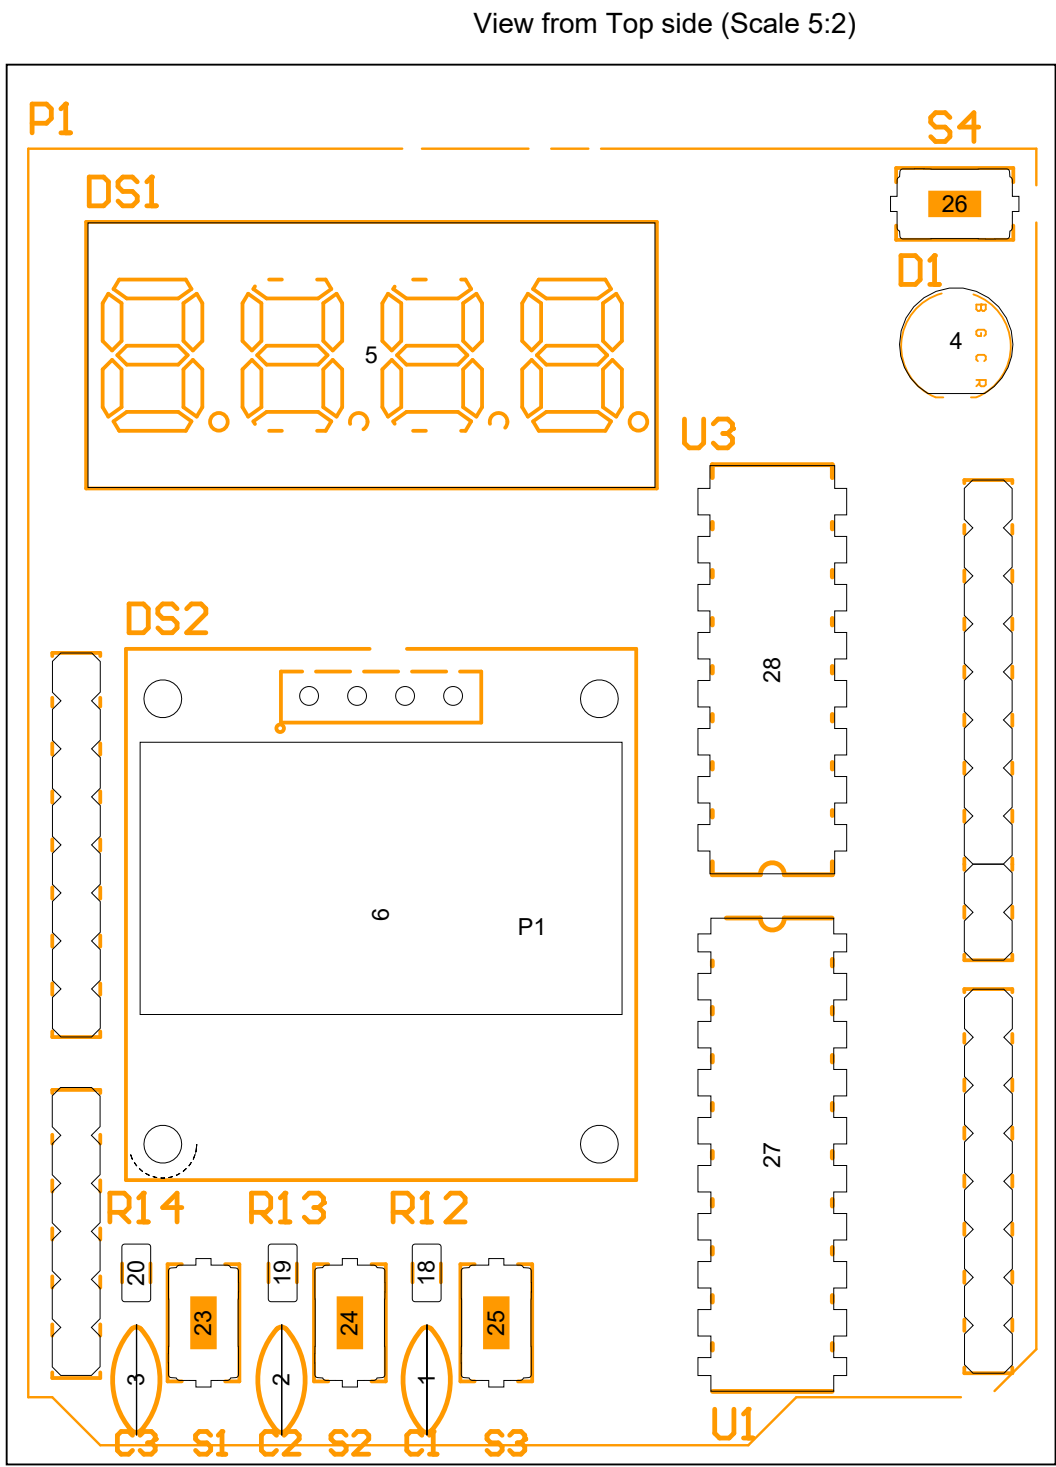 View from Top side (Scale 5:2)
P1
S4
DS1
26
D1
B
G
C
R
4
5
U3
DS2
28
6
P1
27
R14 R13 R12
20 19 18
23 24 25
3 2 1
C3 S1 C2 S2 C1 S3
U1